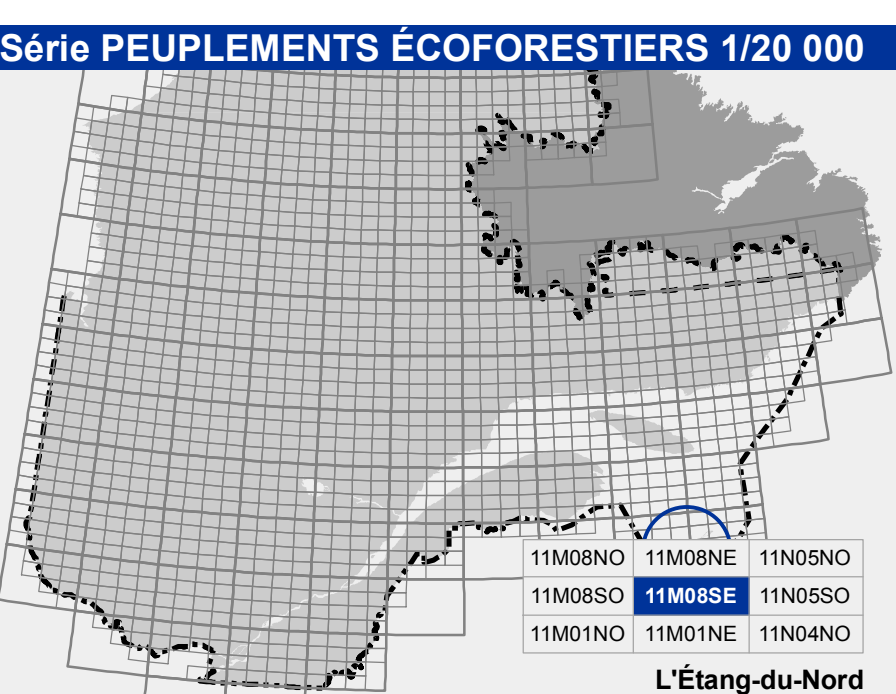 Série PEUPLEMENTS ÉCOFORESTIERS 1/20 000
11M08NO 11M08NE 11N05NO
11M08SO 11M08SE 11N05SO
11M01NO 11M01NE 11N04NO
L'Étang-du-Nord